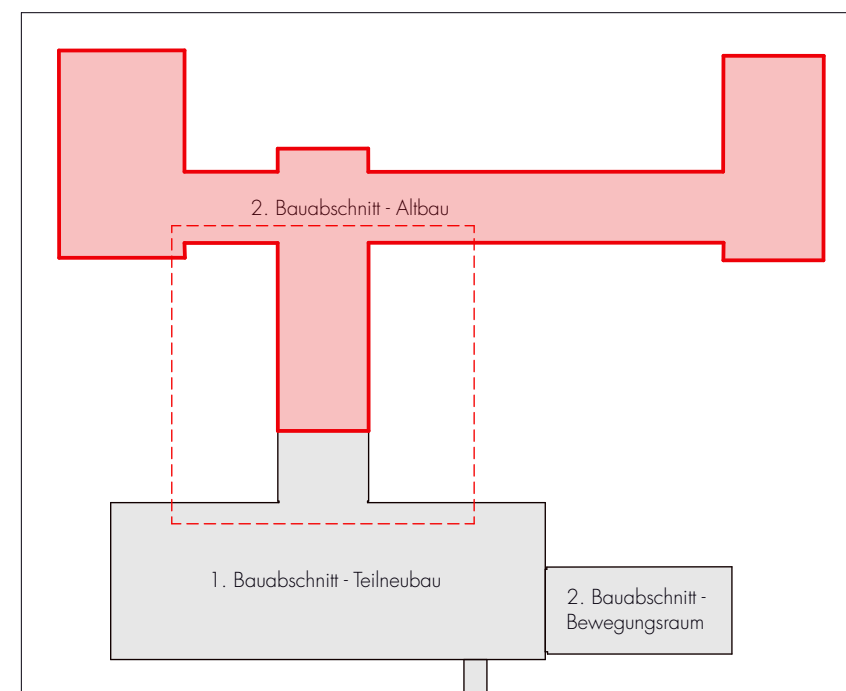 2. Bauabschnitt - Altbau
1. Bauabschnitt - Teilneubau
2. Bauabschnitt -
Bewegungsraum